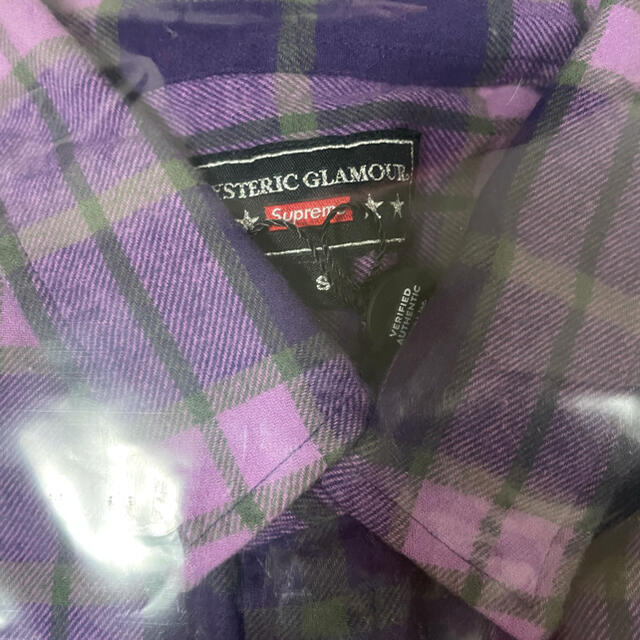 YSTERIC GLAMOUR
Supreme
S
VERIFIED
AUTHENTIC